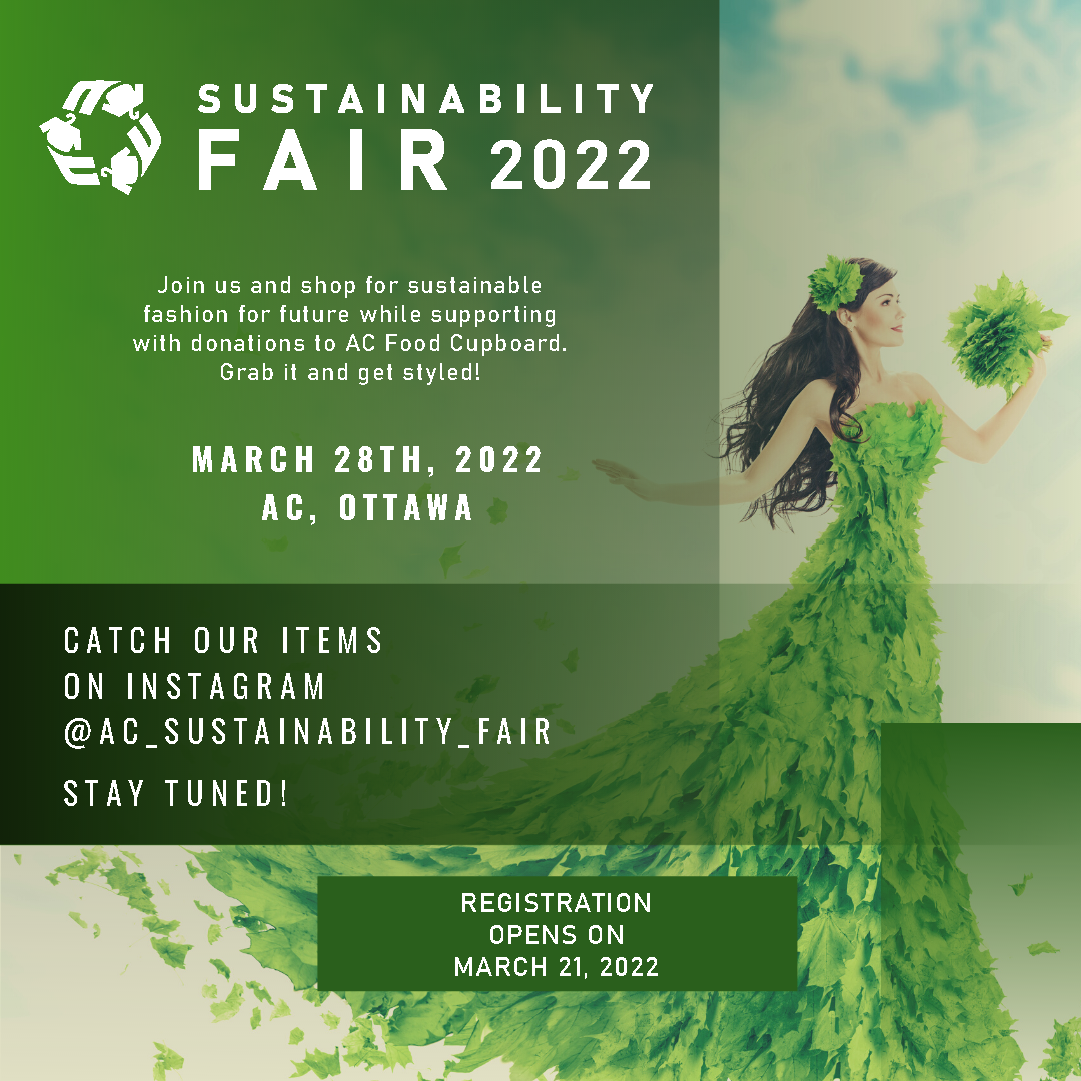 SUSTAINABILITY
FAIR 2022
Join us and shop for sustainable
fashion for future while supporting
with donations to AC Food Cupboard.
Grab it and get styled!
MARCH 28TH, 2022
AC, OTTAWA
CATCH OUR ITEMS
ON INSTAGRAM
@AC_SUSTAINABILITY_FAIR
STAY TUNED!
REGISTRATION
OPENS ON
MARCH 21, 2022